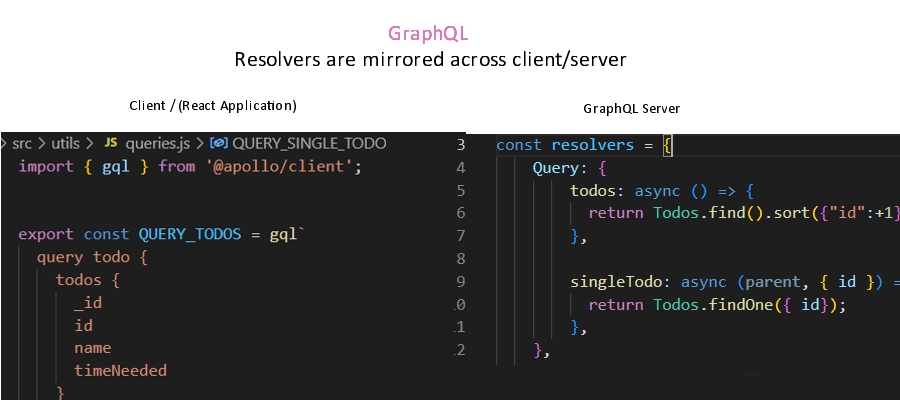 GraphQL
Resolvers are mirrored across client/server
Client / (React Application)
src > utils > JS queries.js > QUERY_SINGLE_TODO
import { gql } from '@apollo/client';
export const QUERY_TODOS = gql`
query todo {
todos {
_id
id
name
timeNeeded
}
GraphQL Server
3 const resolvers = {
4 Query: {
5 todos: async () => {
6 return Todos.find().sort({"id":+1}
7 },
8
9 singleTodo: async (parent, { id }) =
10 return Todos.findOne({ id});
11 },
12 },